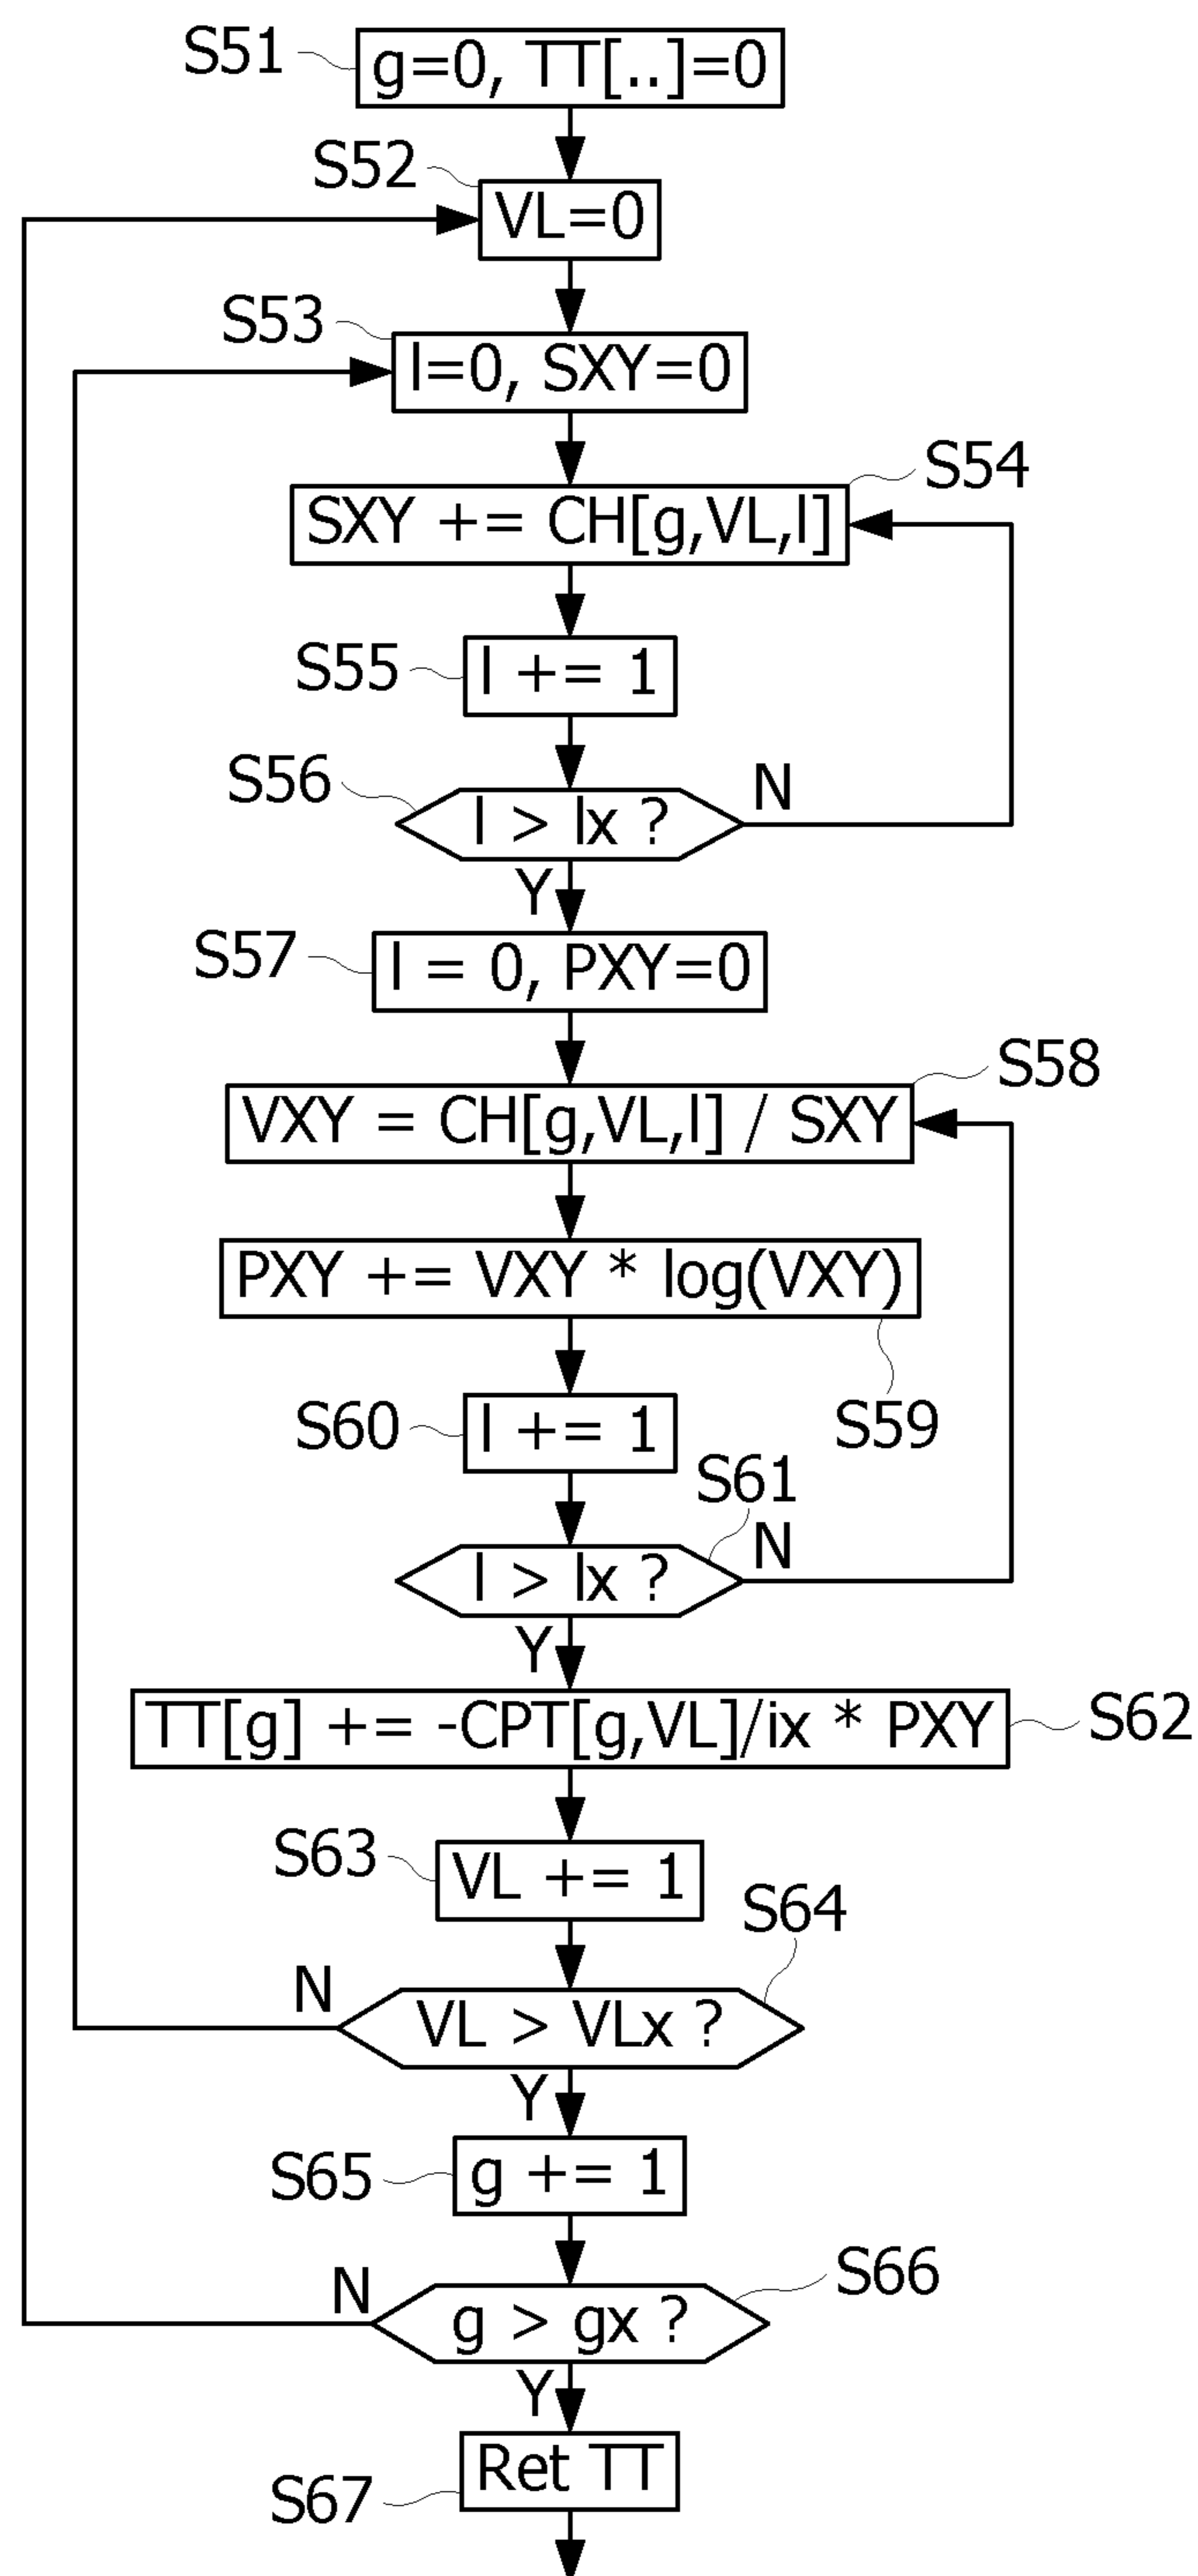 S51
g=0, TT[..]=0
S52
VL=0
S53
l=0, SXY=0
S54
SXY += CH[g,VL,l]
S55
l += 1
S56
l > lx ?
N
Y
S57
l = 0, PXY=0
S58
VXY = CH[g,VL,l] / SXY
PXY += VXY * log(VXY)
S59
S60
l += 1
S61
l > lx ?
N
Y
TT[g] += -CPT[g,VL]/ix * PXY
S62
S63
VL += 1
S64
N
VL > VLx ?
Y
S65
g += 1
S66
N
g > gx ?
Y
Ret TT
S67